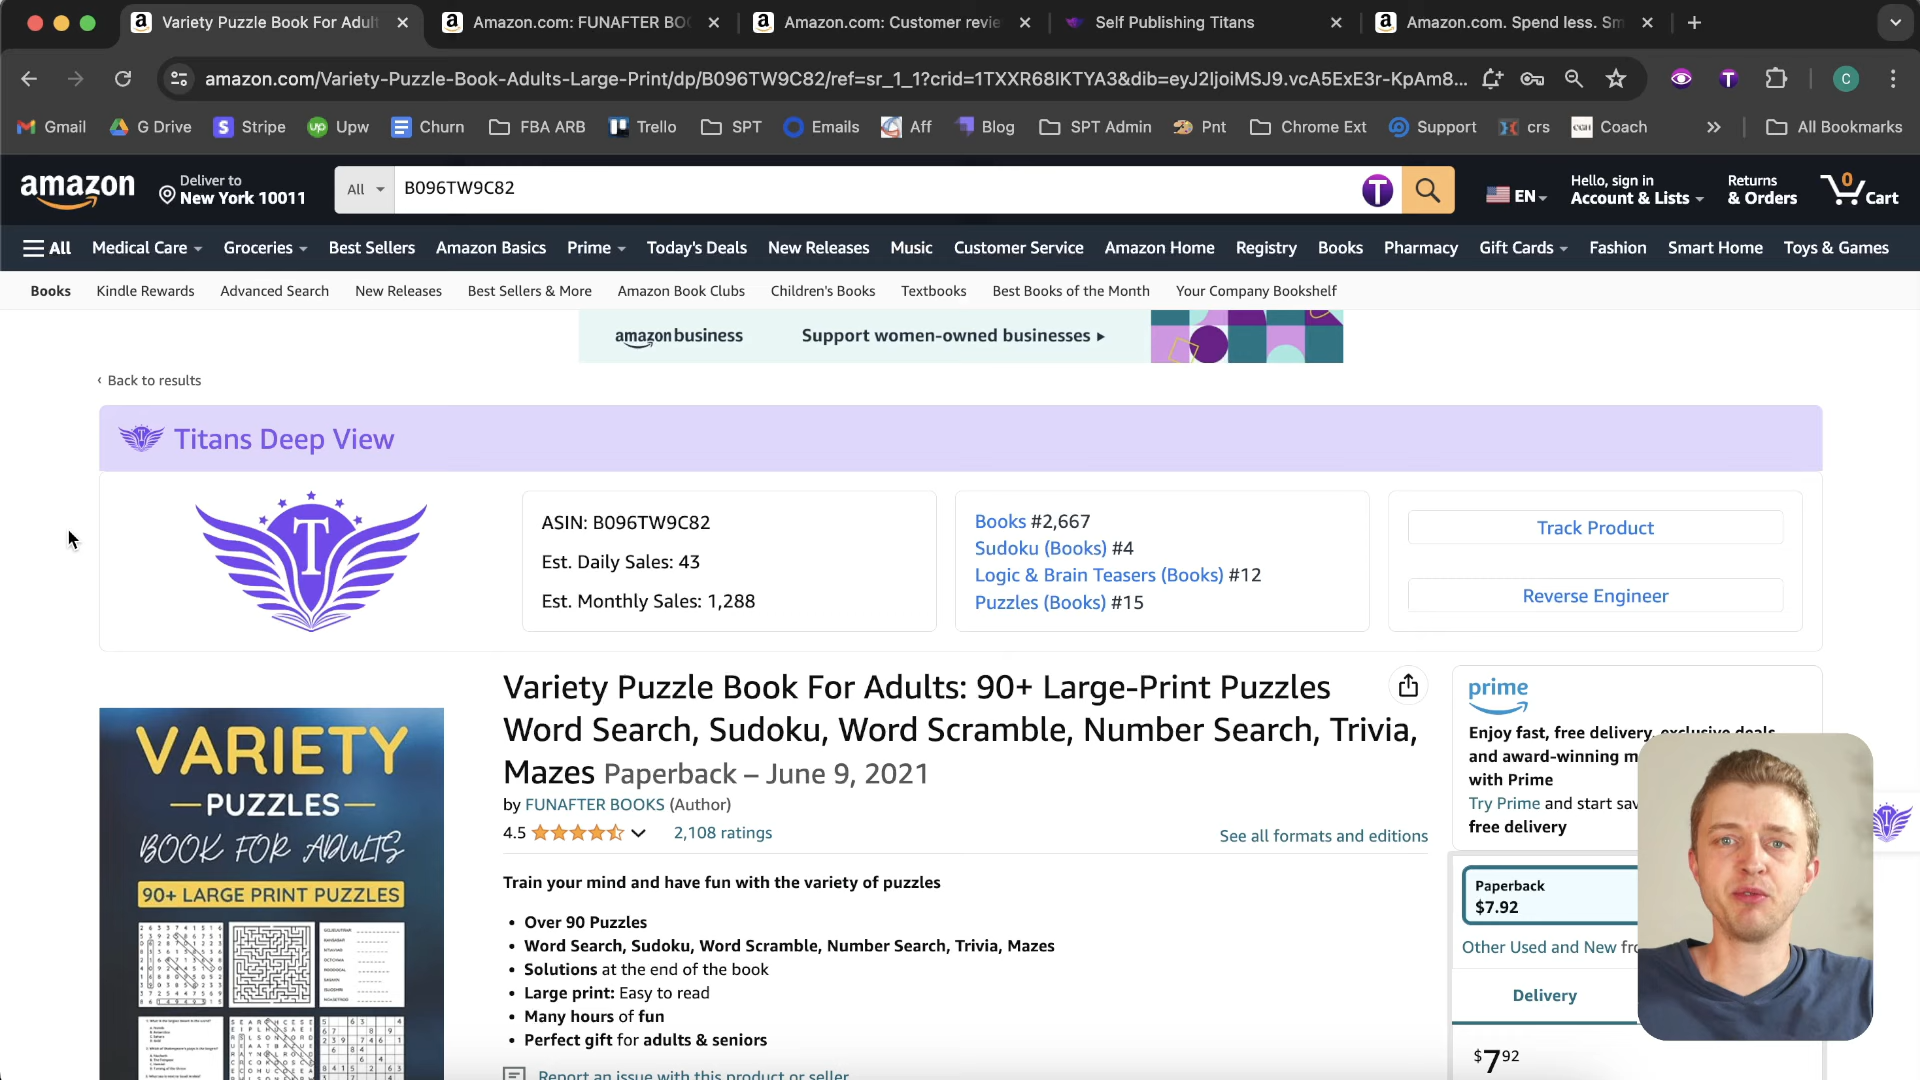 Variety Puzzle Book For Adult
Amazon.com: FUNAFTER BOO
Amazon.com: Customer revie
Self Publishing Titans
Amazon.com. Spend less. Sm
amazon.com/Variety-Puzzle-Book-Adults-Large-Print/dp/B096TW9C82/ref=sr_1_1?crid=1TXXR68IKTYA3&dib=eyJ2IjoiMSJ9.vcA5ExE3r-KpAm8...
C
Gmail
G Drive
Stripe
Upw
Churn
FBA ARB
Trello
SPT
Emails
Aff
Blog
SPT Admin
Pnt
Chrome Ext
Support
crs
Coach
All Bookmarks
amazon
Deliver to
New York 10011
All
B096TW9C82
T
EN
Hello, sign in
Account & Lists
Returns
& Orders
0
Cart
All
Medical Care
Groceries
Best Sellers
Amazon Basics
Prime
Today's Deals
New Releases
Music
Customer Service
Amazon Home
Registry
Books
Pharmacy
Gift Cards
Fashion
Smart Home
Toys & Games
Books
Kindle Rewards
Advanced Search
New Releases
Best Sellers & More
Amazon Book Clubs
Children's Books
Textbooks
Best Books of the Month
Your Company Bookshelf
amazon business
Support women-owned businesses ▸
‹ Back to results
Titans Deep View
T
ASIN: B096TW9C82
Est. Daily Sales: 43
Est. Monthly Sales: 1,288
Books #2,667
Sudoku (Books) #4
Logic & Brain Teasers (Books) #12
Puzzles (Books) #15
Track Product
Reverse Engineer
Variety Puzzle Book For Adults: 90+ Large-Print Puzzles
Word Search, Sudoku, Word Scramble, Number Search, Trivia,
Mazes Paperback – June 9, 2021
by FUNAFTER BOOKS (Author)
4.5
2,108 ratings
See all formats and editions
Train your mind and have fun with the variety of puzzles
• Over 90 Puzzles
• Word Search, Sudoku, Word Scramble, Number Search, Trivia, Mazes
• Solutions at the end of the book
• Large print: Easy to read
• Many hours of fun
• Perfect gift for adults & seniors
Report an issue with this product or seller
VARIETY
—PUZZLES—
BOOK FOR ADULTS
90+ LARGE PRINT PUZZLES
prime
Enjoy fast, free delivery, exclusive deals
and award-winning m
with Prime
Try Prime and start sav
free delivery
Paperback
$7.92
Other Used and New fro
Delivery
$792